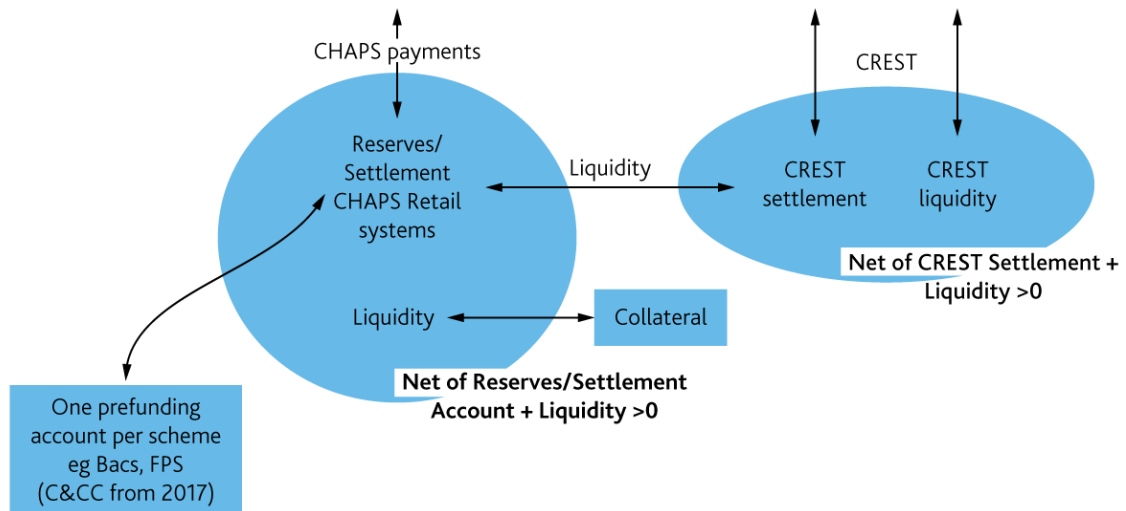 CHAPS payments
CREST
Reserves/
Settlement
CHAPS Retail
systems
Liquidity
CREST
settlement
CREST
liquidity
Net of CREST Settlement +
Liquidity >0
Liquidity
Collateral
Net of Reserves/Settlement
Account + Liquidity >0
One prefunding
account per scheme
eg Bacs, FPS
(C&CC from 2017)